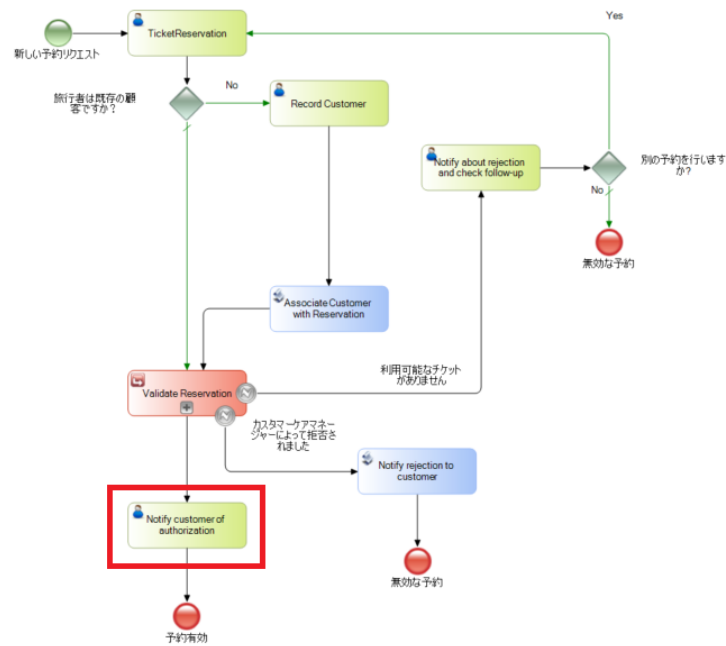 Yes
TicketReservation
新しい予約リクエスト
旅行者は既存の顧
客ですか？
No
Record Customer
Notify about rejection
and check follow-up
別の予約を行います
か？
No
無効な予約
Associate Customer
with Reservation
利用可能なチケット
がありません
Validate Reservation
カスタマーケアマネー
ジャーによって拒否さ
れました
Notify rejection to
customer
Notify customer of
authorization
無効な予約
予約有効